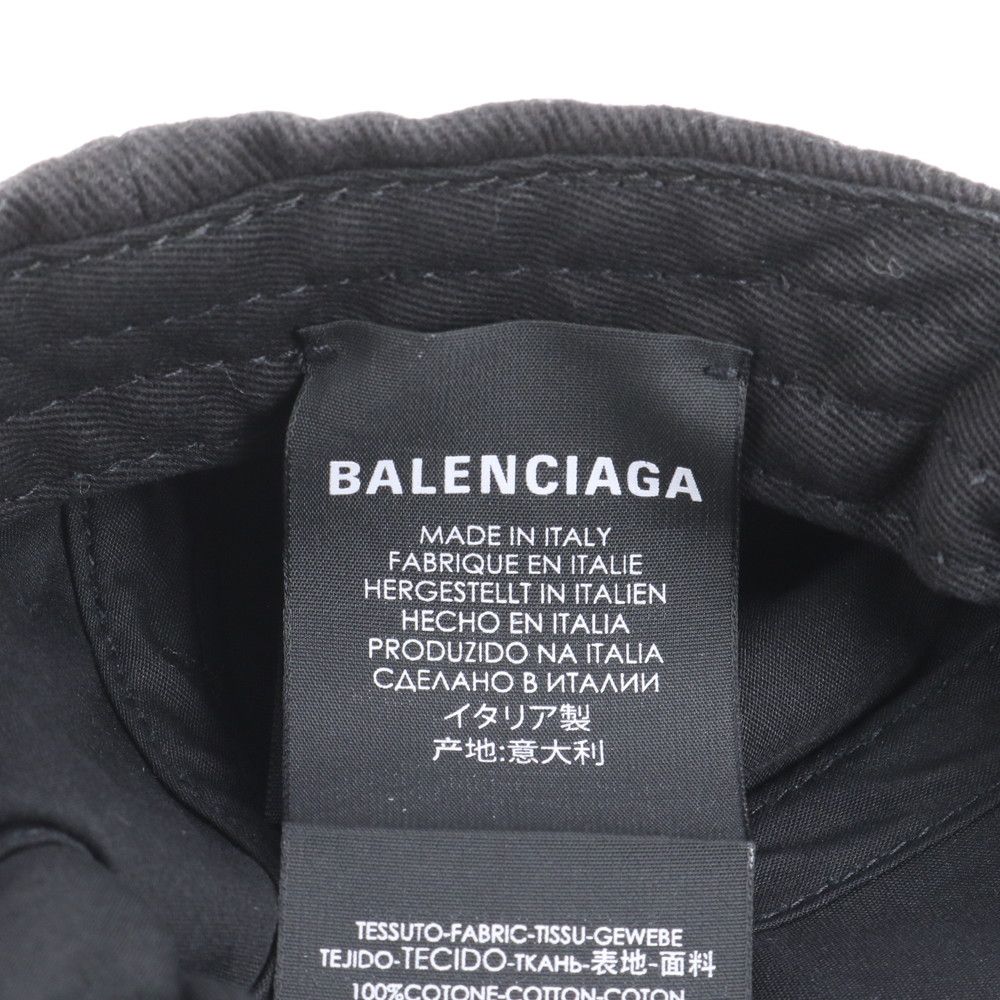 BALENCIAGA
MADE IN ITALY
FABRIQUE EN ITALIE
HERGESTELLT IN ITALIEN
HECHO EN ITALIA
PRODUZIDO NA ITALIA
СДЕЛАНО В ИТАЛИИ
イタリア製
产地:意大利
TESSUTO-FABRIC-TISSU-GEWEBE
TEJIDO-TECIDO-ТКАНЬ-表地-面料
100%COTONE-COTTON-COTON